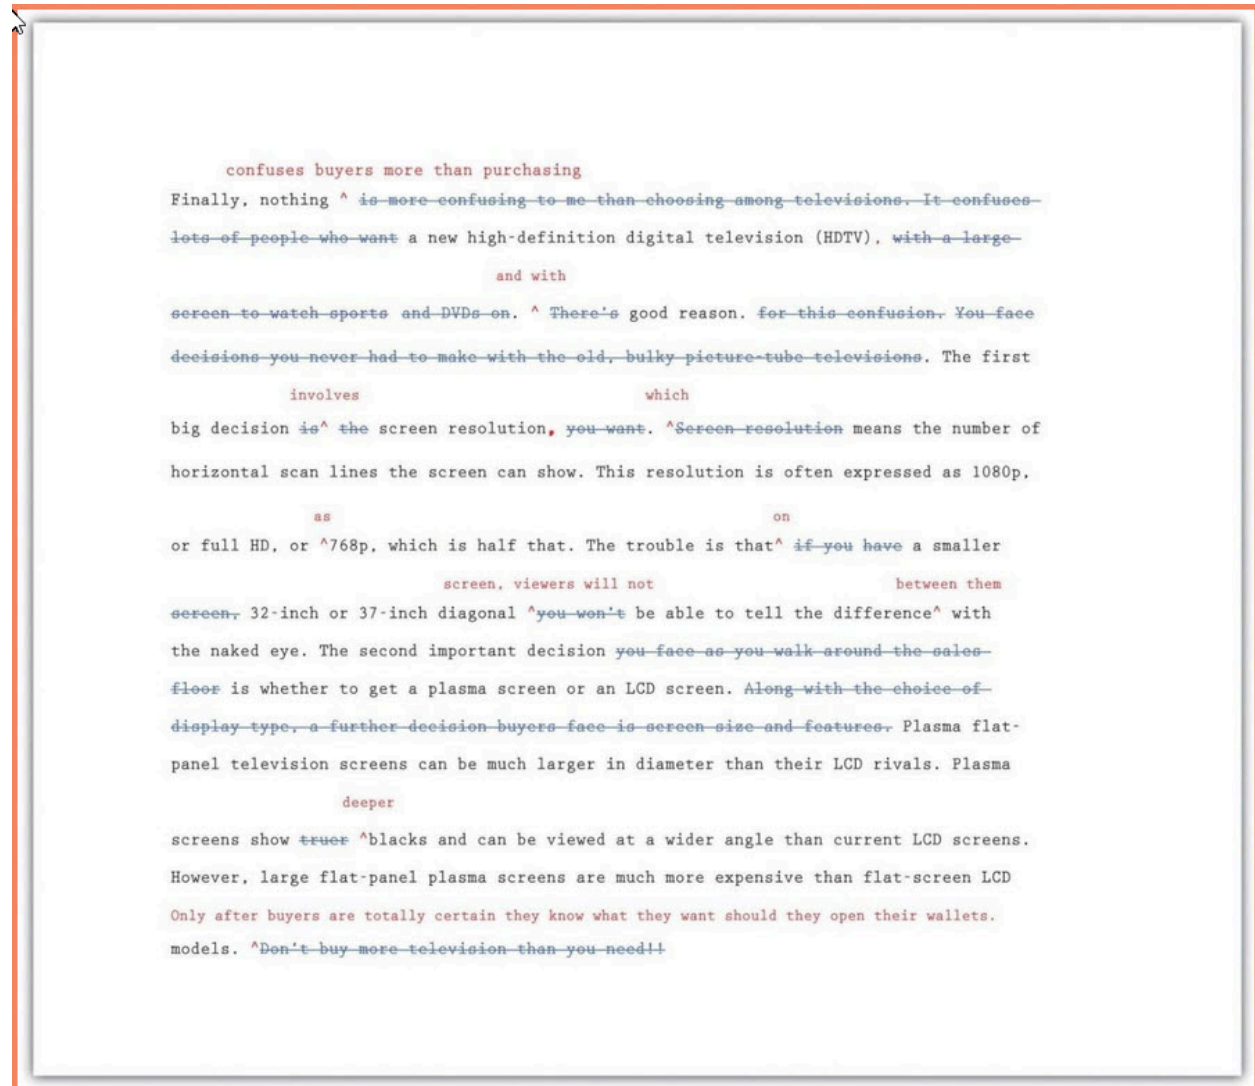 confuses buyers more than purchasing
Finally, nothing ^ is more confusing to me than choosing among televisions. It confuses
lots of people who want a new high-definition digital television (HDTV), with a large
and with
screen to watch sports and DVDs on. ^ There's good reason. for this confusion. You face
decisions you never had to make with the old, bulky picture-tube televisions. The first
involves which
big decision is^ the screen resolution, you want. ^Screen resolution means the number of
horizontal scan lines the screen can show. This resolution is often expressed as 1080p,
as on
or full HD, or ^768p, which is half that. The trouble is that^ if you have a smaller
screen, viewers will not between them
screen, 32-inch or 37-inch diagonal ^you won't be able to tell the difference^ with
the naked eye. The second important decision you face as you walk around the sales
floor is whether to get a plasma screen or an LCD screen. Along with the choice of
display type, a further decision buyers face is screen size and features. Plasma flat-
panel television screens can be much larger in diameter than their LCD rivals. Plasma
deeper
screens show truer ^blacks and can be viewed at a wider angle than current LCD screens.
However, large flat-panel plasma screens are much more expensive than flat-screen LCD
Only after buyers are totally certain they know what they want should they open their wallets.
models. ^Don't buy more television than you need!!